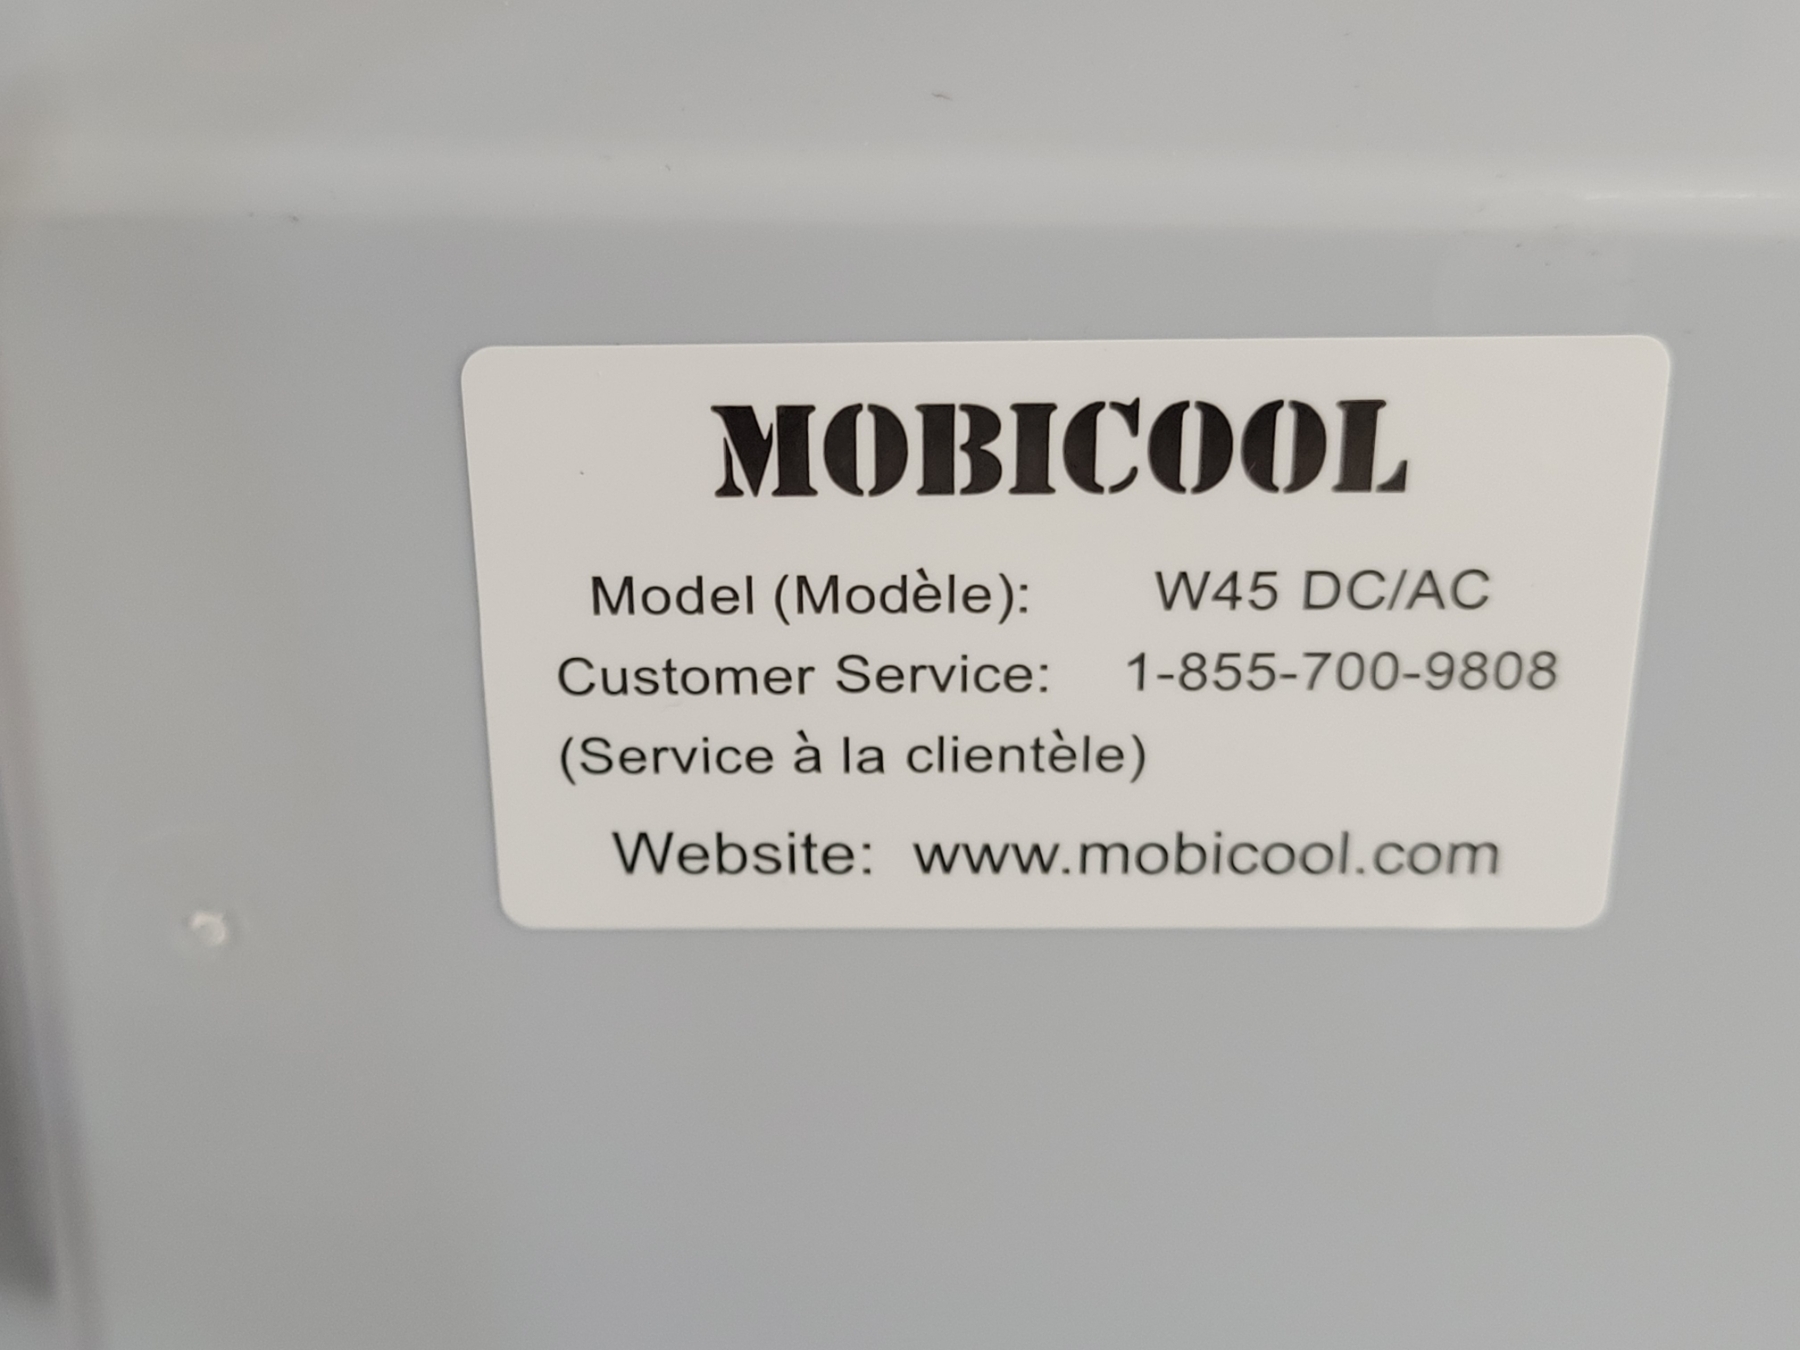 MOBICOOL
Model (Modèle): W45 DC/AC
Customer Service: 1-855-700-9808
(Service à la clientèle)
Website: www.mobicool.com